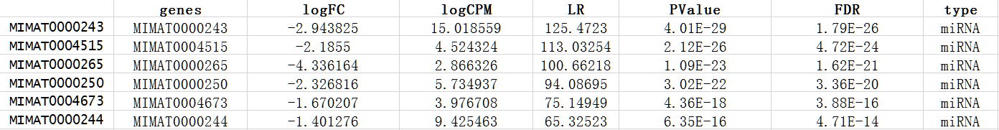 genes logFC logCPM LR PValue FDR type
MIMAT0000243 MIMAT0000243 -2.943825 15.018559 125.4723 4.01E-29 1.79E-26 miRNA
MIMAT0004515 MIMAT0004515 -2.1855 4.524324 113.03254 2.12E-26 4.72E-24 miRNA
MIMAT0000265 MIMAT0000265 -4.336164 2.866326 100.66218 1.09E-23 1.62E-21 miRNA
MIMAT0000250 MIMAT0000250 -2.326816 5.734937 94.08695 3.02E-22 3.36E-20 miRNA
MIMAT0004673 MIMAT0004673 -1.670207 3.976708 75.14949 4.36E-18 3.88E-16 miRNA
MIMAT0000244 MIMAT0000244 -1.401276 9.425463 65.32523 6.35E-16 4.71E-14 miRNA